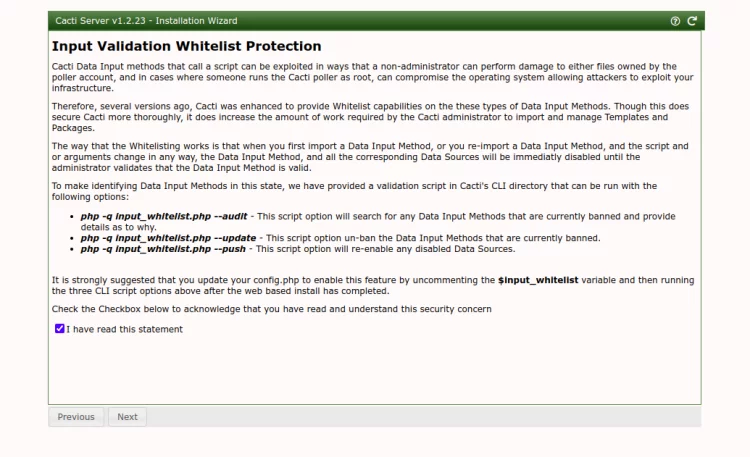 Cacti Server v1.2.23 - Installation Wizard
Input Validation Whitelist Protection
Cacti Data Input methods that call a script can be exploited in ways that a non-administrator can perform damage to either files owned by the
poller account, and in cases where someone runs the Cacti poller as root, can compromise the operating system allowing attackers to exploit your
infrastructure.
Therefore, several versions ago, Cacti was enhanced to provide Whitelist capabilities on the these types of Data Input Methods. Though this does
secure Cacti more thoroughly, it does increase the amount of work required by the Cacti administrator to import and manage Templates and
Packages.
The way that the Whitelisting works is that when you first import a Data Input Method, or you re-import a Data Input Method, and the script and
or arguments change in any way, the Data Input Method, and all the corresponding Data Sources will be immediatly disabled until the
administrator validates that the Data Input Method is valid.
To make identifying Data Input Methods in this state, we have provided a validation script in Cacti's CLI directory that can be run with the
following options:
• php -q input_whitelist.php --audit - This script option will search for any Data Input Methods that are currently banned and provide
details as to why.
• php -q input_whitelist.php --update - This script option un-ban the Data Input Methods that are currently banned.
• php -q input_whitelist.php --push - This script option will re-enable any disabled Data Sources.
It is strongly suggested that you update your config.php to enable this feature by uncommenting the $input_whitelist variable and then running
the three CLI script options above after the web based install has completed.
Check the Checkbox below to acknowledge that you have read and understand this security concern
I have read this statement
Previous Next